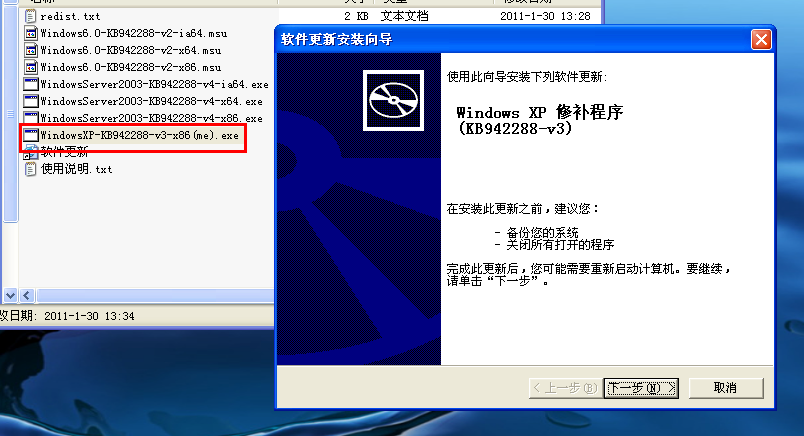 redist.txt 2 KB 文本文档 2011-1-30 13:28
Windows6.0-KB942288-v2-ia64.msu
Windows6.0-KB942288-v2-x64.msu
Windows6.0-KB942288-v2-x86.msu
WindowsServer2003-KB942288-v4-ia64.exe
WindowsServer2003-KB942288-v4-x64.exe
WindowsServer2003-KB942288-v4-x86.exe
WindowsXP-KB942288-v3-x86(me).exe
软件更新
使用说明.txt
改日期: 2011-1-30 13:34
软件更新安装向导
使用此向导安装下列软件更新:
Windows XP 修补程序
(KB942288-v3)
在安装此更新之前，建议您：
- 备份您的系统
- 关闭所有打开的程序
完成此更新后，您可能需要重新启动计算机。要继续，
请单击“下一步”。
< 上一步(B)
下一步(N) >
取消